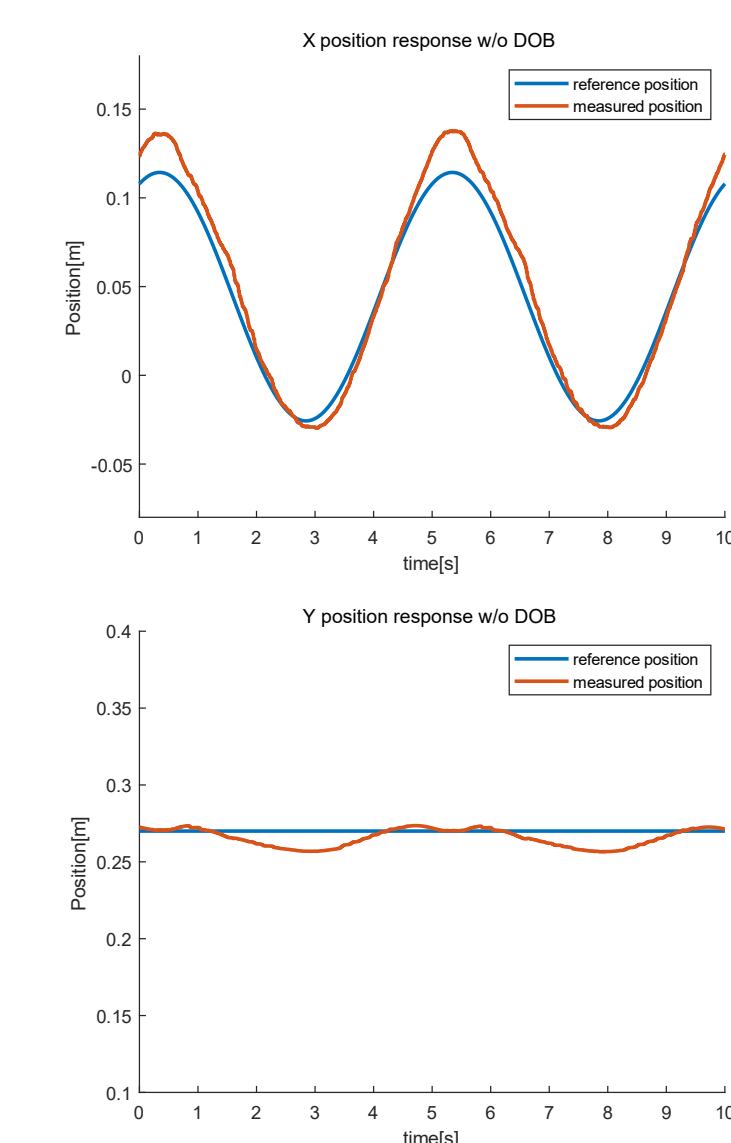 X position response w/o DOB
reference position
measured position
0.15
0.1
0.05
0
-0.05
Position[m]
0 1 2 3 4 5 6 7 8 9 10
time[s]
Y position response w/o DOB
reference position
measured position
0.4
0.35
0.3
0.25
0.2
0.15
0.1
Position[m]
0 1 2 3 4 5 6 7 8 9 10
time[s]